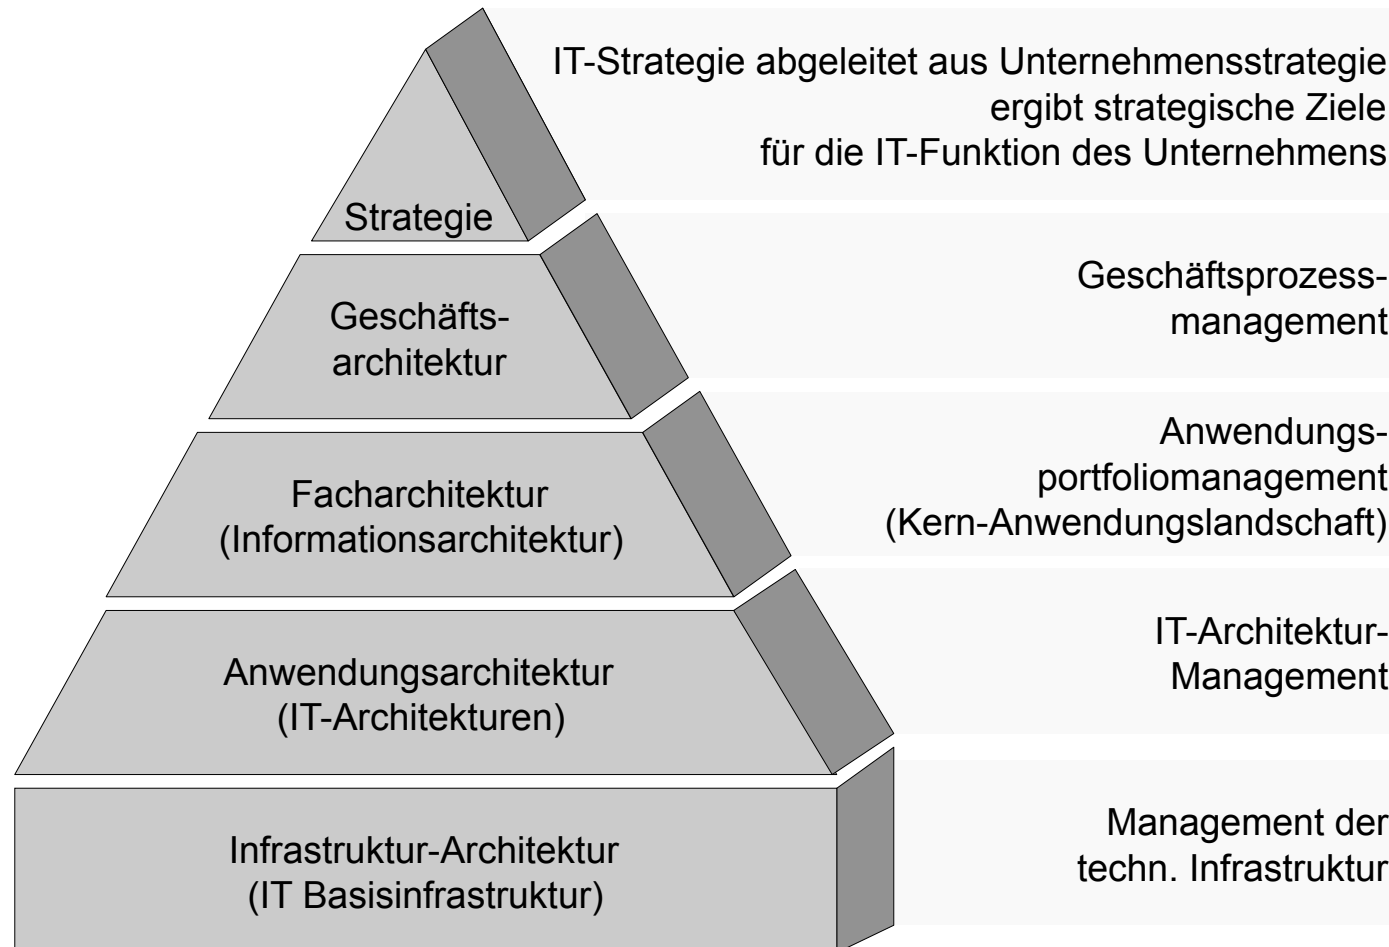 IT-Strategie abgeleitet aus Unternehmensstrategie
ergibt strategische Ziele
für die IT-Funktion des Unternehmens
Strategie
Geschäftsprozess-
management
Geschäfts-
architektur
Anwendungs-
portfoliomanagement
(Kern-Anwendungslandschaft)
Facharchitektur
(Informationsarchitektur)
IT-Architektur-
Management
Anwendungsarchitektur
(IT-Architekturen)
Management der
techn. Infrastruktur
Infrastruktur-Architektur
(IT Basisinfrastruktur)